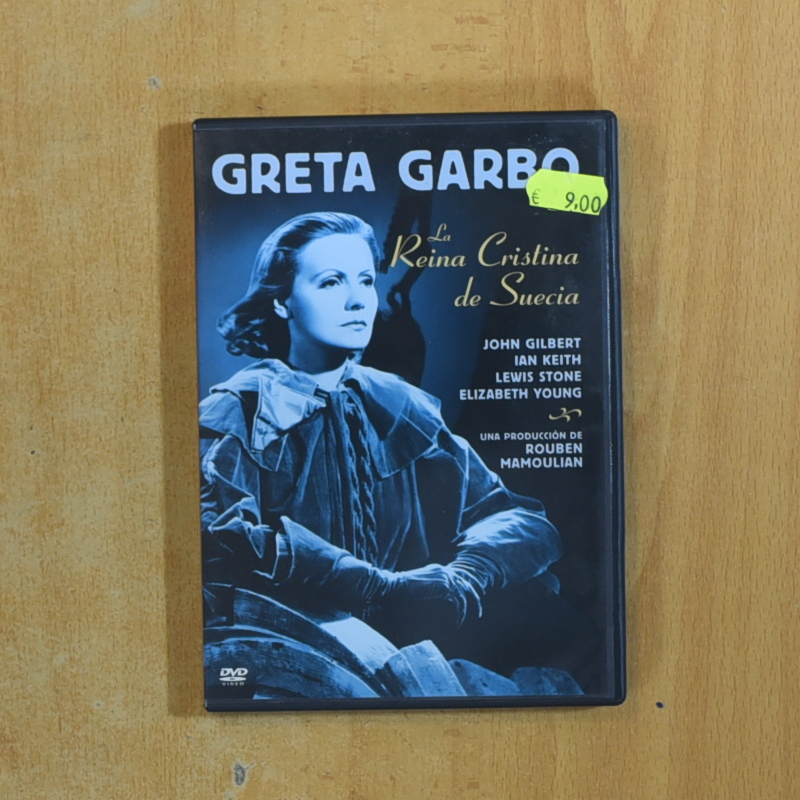 GRETA GARBO
€ 9,00
La
Reina Cristina
de Suecia
JOHN GILBERT
IAN KEITH
LEWIS STONE
ELIZABETH YOUNG
UNA PRODUCCIÓN DE
ROUBEN
MAMOULIAN
DVD
VIDEO